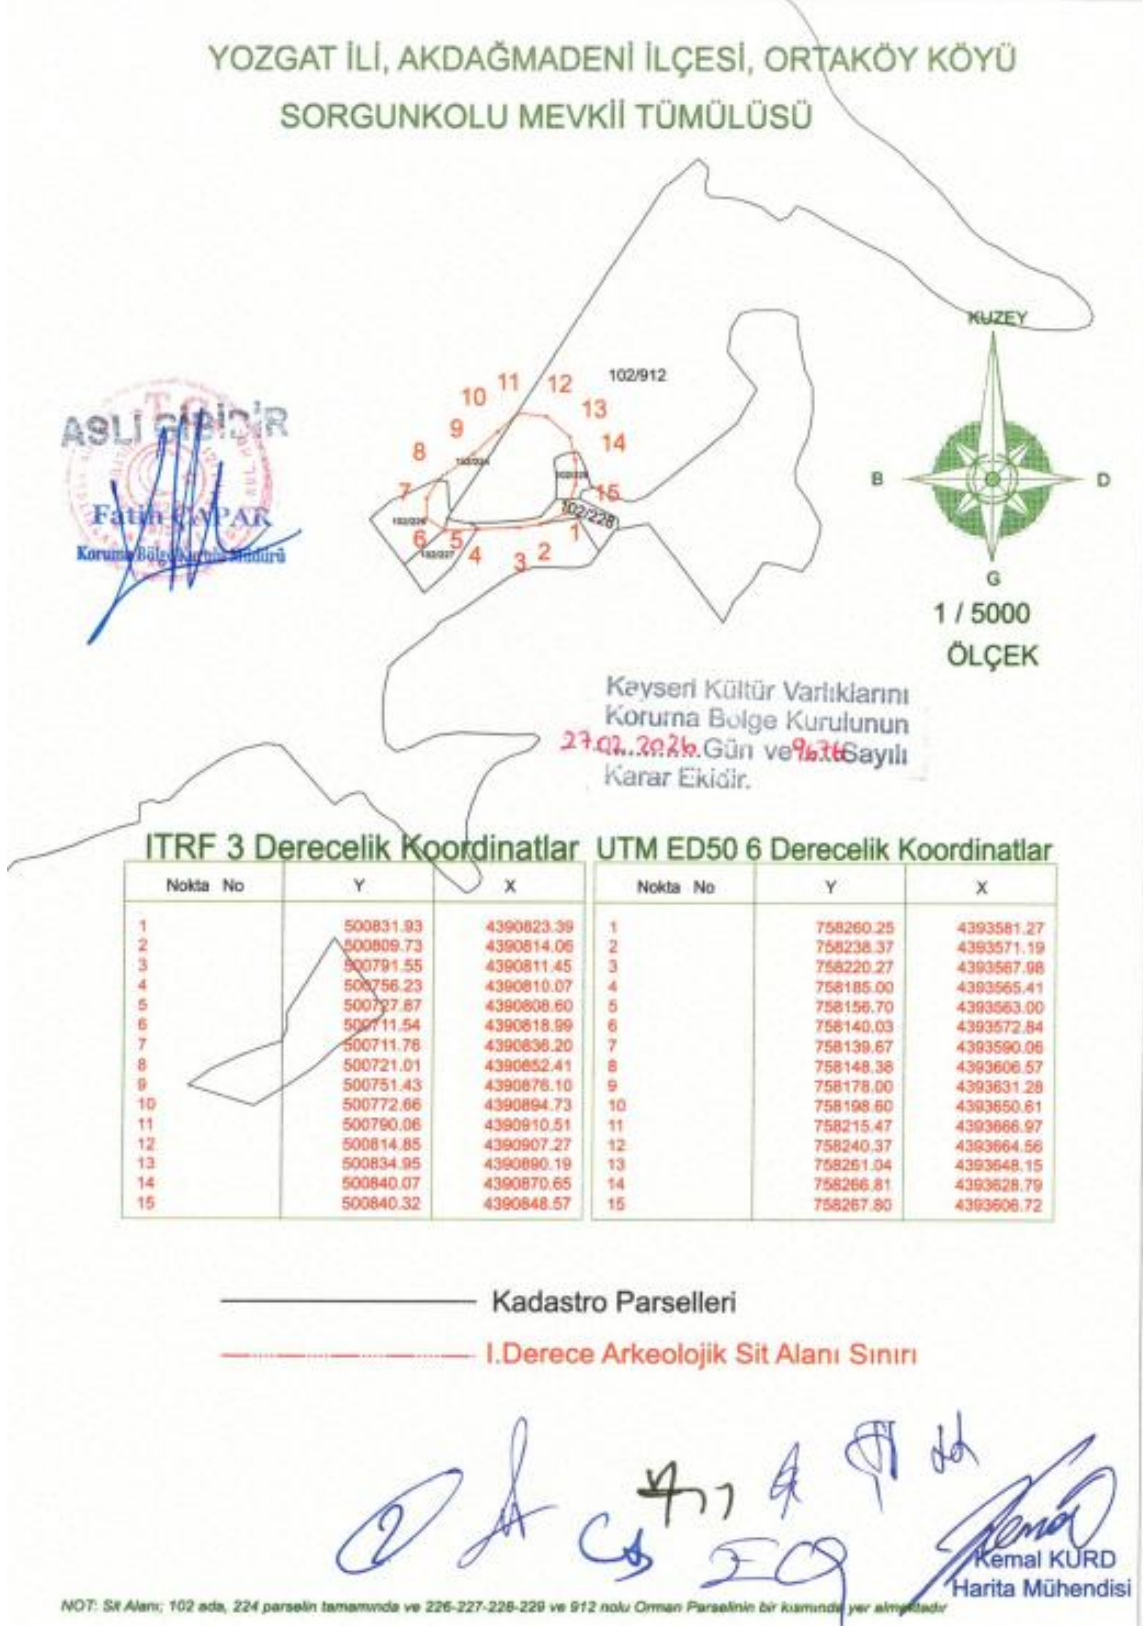 YOZGAT İLİ, AKDAĞMADENİ İLÇESİ, ORTAKÖY KÖYÜ
SORGUNKOLU MEVKİİ TÜMÜLÜSÜ
KUZEY
B
D
G
1 / 5000
ÖLÇEK
102/912
10
11
12
13
14
15
9
8
7
6
5
4
3
2
1
102/224
102/229
102/228
102/226
102/227
ASLI GİBİDİR
T.C.
Fatih ÇAPAR
Koruma Bölge Kurulu Müdürü
Kayseri Kültür Varlıklarını
Koruma Bölge Kurulunun
27.02.2026 Gün ve 9676 Sayılı
Karar Ekidir.
ITRF 3 Derecelik Koordinatlar UTM ED50 6 Derecelik Koordinatlar
Nokta No Y X Nokta No Y X
1 500831.93 4390823.39 1 758260.25 4393581.27
2 500809.73 4390814.06 2 758238.37 4393571.19
3 500791.55 4390811.45 3 758220.27 4393567.98
4 500756.23 4390810.07 4 758185.00 4393565.41
5 500727.87 4390808.60 5 758156.70 4393563.00
6 500711.54 4390818.99 6 758140.03 4393572.84
7 500711.76 4390836.20 7 758139.67 4393590.06
8 500721.01 4390852.41 8 758148.38 4393606.57
9 500751.43 4390876.10 9 758178.00 4393631.28
10 500772.66 4390894.73 10 758198.60 4393650.61
11 500790.06 4390910.51 11 758215.47 4393666.97
12 500814.85 4390907.27 12 758240.37 4393664.56
13 500834.95 4390890.19 13 758261.04 4393648.15
14 500840.07 4390870.65 14 758266.81 4393628.79
15 500840.32 4390848.57 15 758267.80 4393606.72
Kadastro Parselleri
I.Derece Arkeolojik Sit Alanı Sınırı
Kemal KURD
Harita Mühendisi
NOT: Sit Alanı; 102 ada, 224 parselin tamamında ve 226-227-228-229 ve 912 nolu Orman Parselinin bir kısmında yer almaktadır